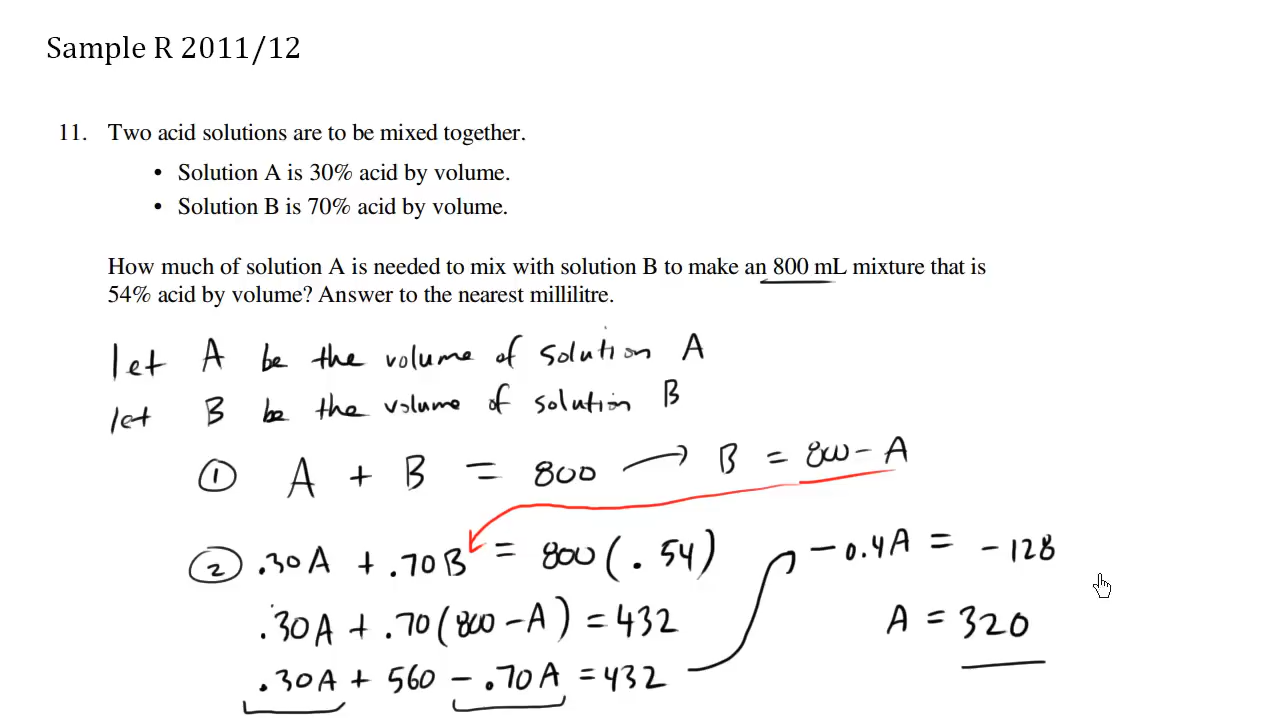 Sample R 2011/12
11. Two acid solutions are to be mixed together.
• Solution A is 30% acid by volume.
• Solution B is 70% acid by volume.
How much of solution A is needed to mix with solution B to make an 800 mL mixture that is
54% acid by volume? Answer to the nearest millilitre.
let A be the volume of solution A
let B be the volume of solution B
① A + B = 800 → B = 800 - A
② .30A + .70B = 800(.54)
.30A + .70(800 - A) = 432
.30A + 560 - .70A = 432
-0.4A = -128
A = 320